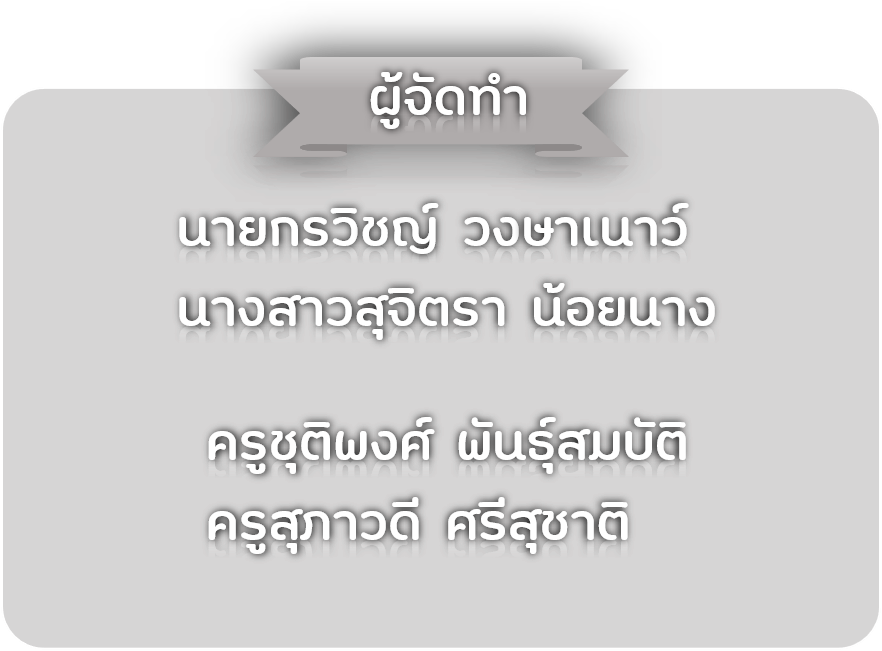 ผู้จัดทำ
นายกรวิชญ์ วงษาเนาว์
นางสาวสุจิตรา น้อยนาง
ครูชุติพงศ์ พันธุ์สมบัติ
ครูสุภาวดี ศรีสุชาติ